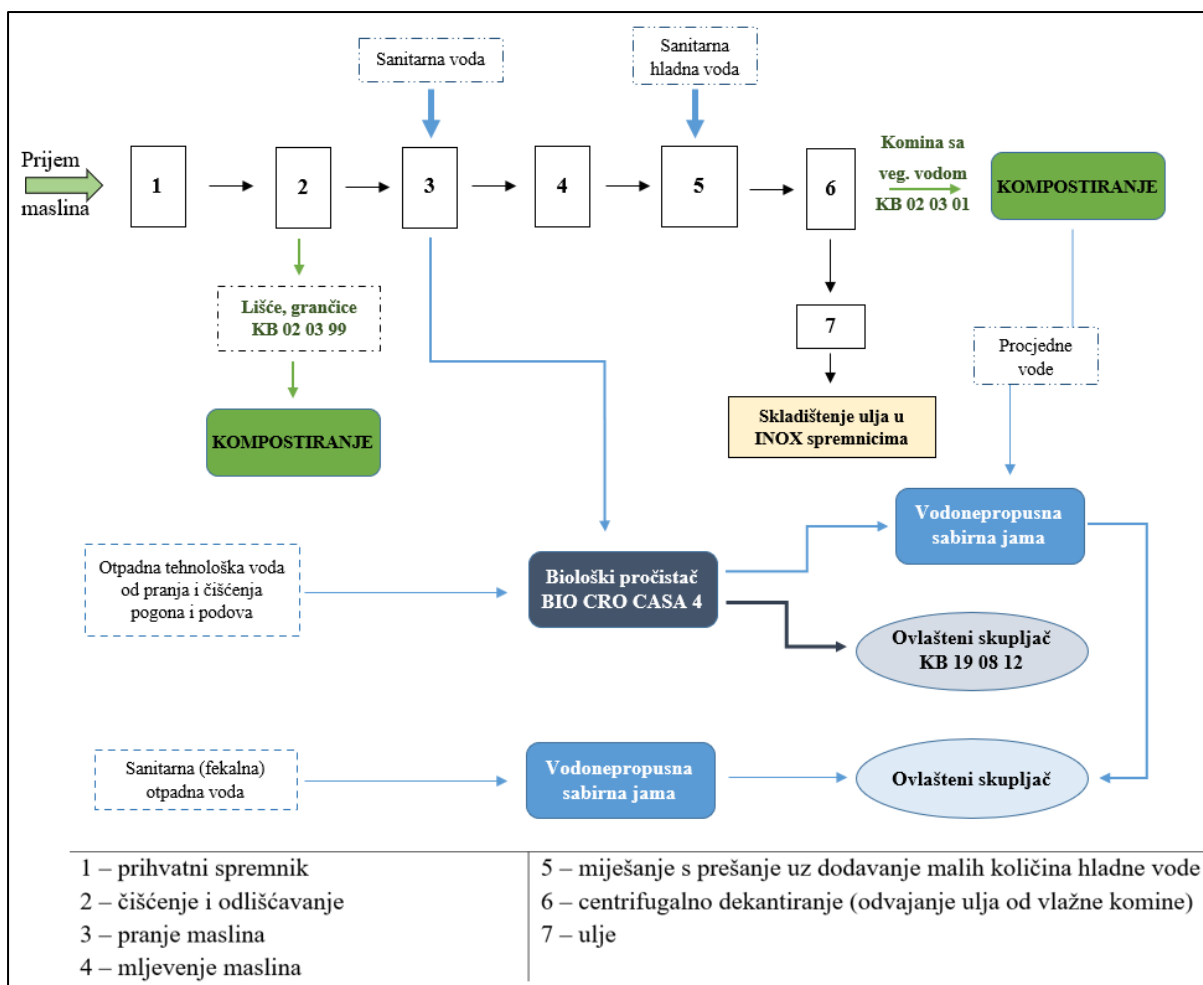 Sanitarna voda
Sanitarna
hladna voda
Prijem
maslina
1
2
3
4
5
6
Komina sa
veg. vodom
KB 02 03 01
KOMPOSTIRANJE
Lišće, grančice
KB 02 03 99
7
Procjedne
vode
KOMPOSTIRANJE
Skladištenje ulja u
INOX spremnicima
Vodonepropusna
sabirna jama
Otpadna tehnološka voda
od pranja i čišćenja
pogona i podova
Biološki pročistač
BIO CRO CASA 4
Ovlašteni skupljač
KB 19 08 12
Sanitarna (fekalna)
otpadna voda
Vodonepropusna
sabirna jama
Ovlašteni skupljač
1 – prihvatni spremnik
2 – čišćenje i odlišćavanje
3 – pranje maslina
4 – mljevenje maslina
5 – miješanje s prešanje uz dodavanje malih količina hladne vode
6 – centrifugalno dekantiranje (odvajanje ulja od vlažne komine)
7 – ulje